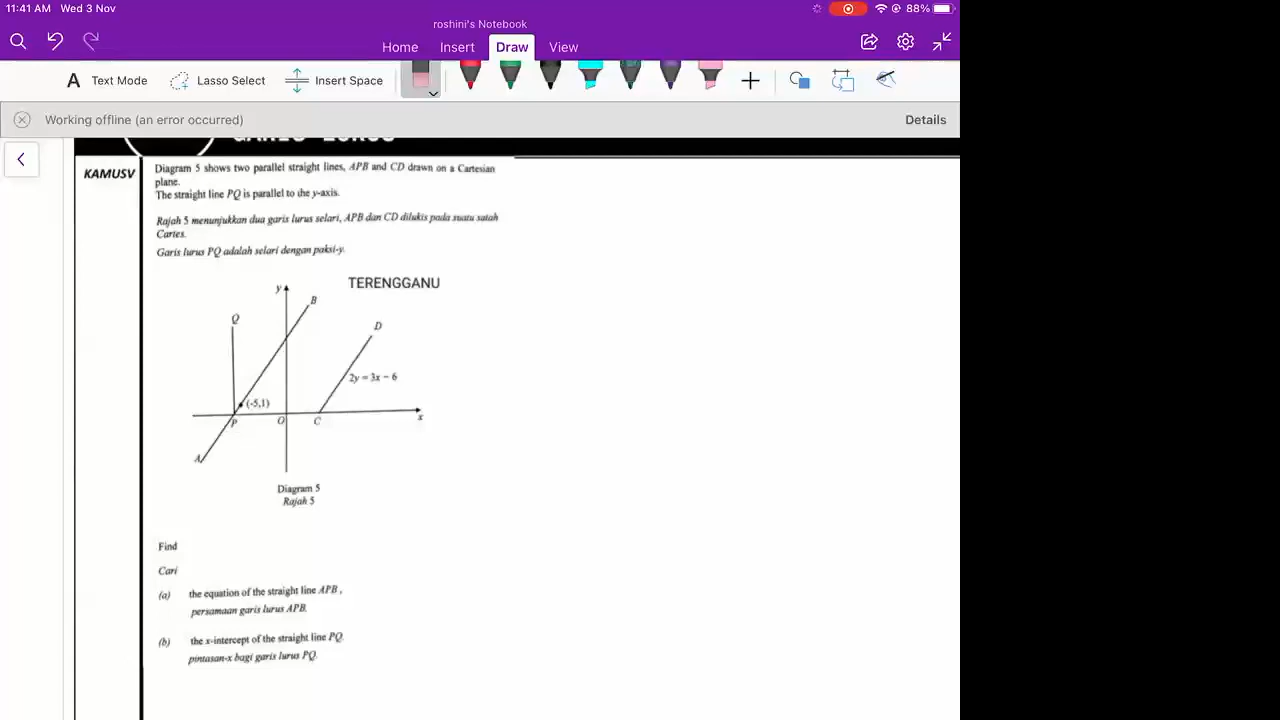 11:41 AM Wed 3 Nov
88%
roshini's Notebook
Home Insert Draw View
A Text Mode Lasso Select Insert Space
Working offline (an error occurred) Details
GARIS LURUS
KAMUSV
Diagram 5 shows two parallel straight lines, APB and CD drawn on a Cartesian
plane.
The straight line PQ is parallel to the y-axis.
Rajah 5 menunjukkan dua garis lurus selari, APB dan CD dilukis pada suatu satah
Cartes.
Garis lurus PQ adalah selari dengan paksi-y.
TERENGGANU
y
B
Q
D
2y = 3x − 6
(-5,1)
P O C x
A
Diagram 5
Rajah 5
Find
Cari
(a) the equation of the straight line APB ,
persamaan garis lurus APB.
(b) the x-intercept of the straight line PQ.
pintasan-x bagi garis lurus PQ.